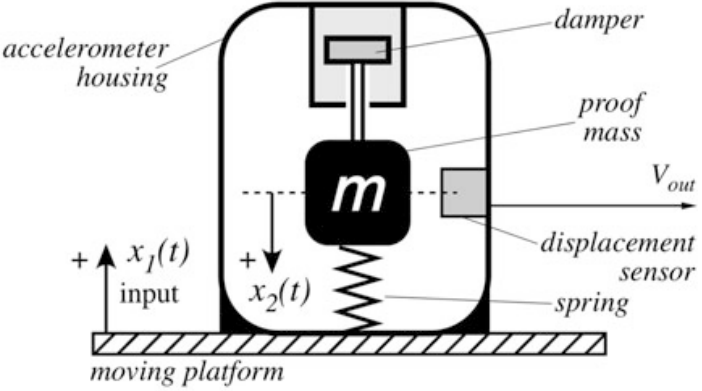 damper
accelerometer
housing
proof
mass
m
V_out
+ x_1(t)
input
+
x_2(t)
displacement
sensor
spring
moving platform